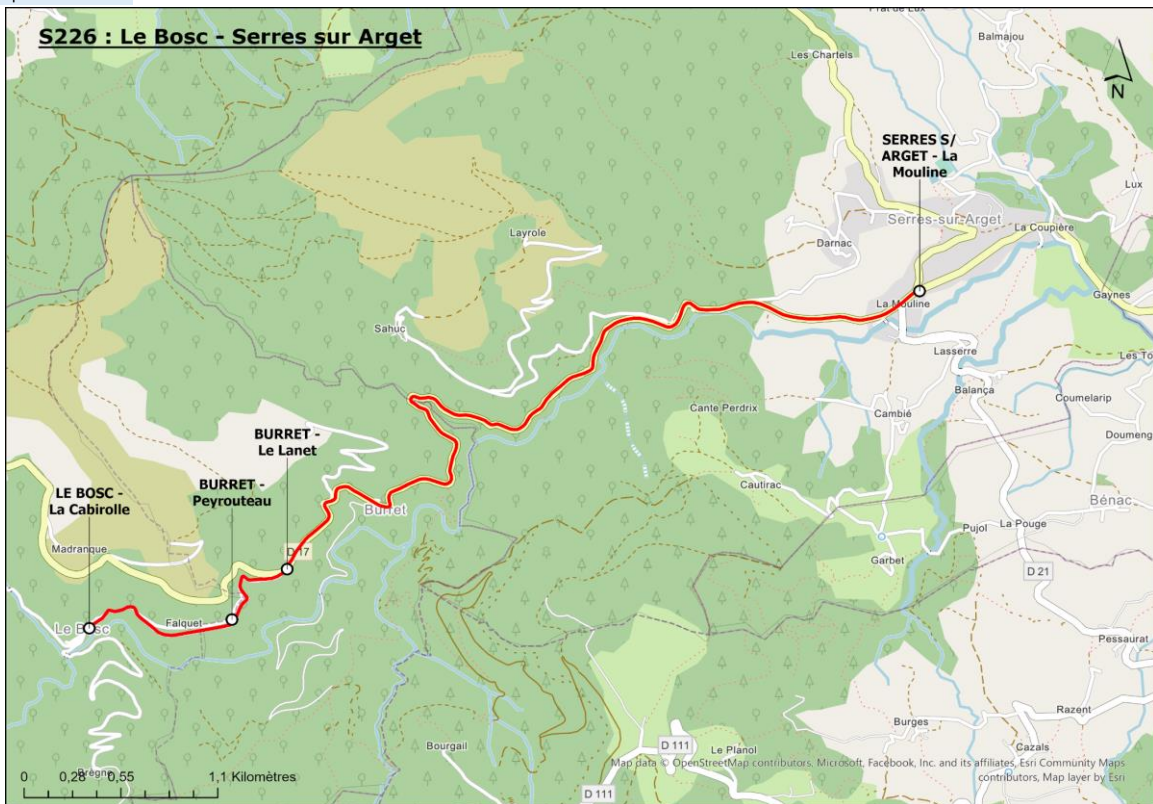 S226 : Le Bosc - Serres sur Arget
Prat de Lux
Balmajou
Les Chartels
N
SERRES S/
ARGET - La
Mouline
Lux
Serres-sur-Arget
La Coupière
Layrole
Darnac
Gaynes
La Mouline
Sahuc
Lasserre
Balança
Coumelarip
Cante Perdrix
Cambié
Doumeng
BURRET -
Le Lanet
LE BOSC -
La Cabirolle
BURRET -
Peyrouteau
Cautirac
Bénac
Burret
Pujol
La Pouge
Madranque
D 17
Garbet
D 21
Falquet
Le Bosc
Pessaurat
Razent
Burges
Bourgail
D 111
Le Planol
Cazals
Brègne
Map data © OpenStreetMap contributors, Microsoft, Facebook, Inc. and its affiliates, Esri Community Maps
contributors, Map layer by Esri
0 0,28 0,55 1,1 Kilomètres
D 111